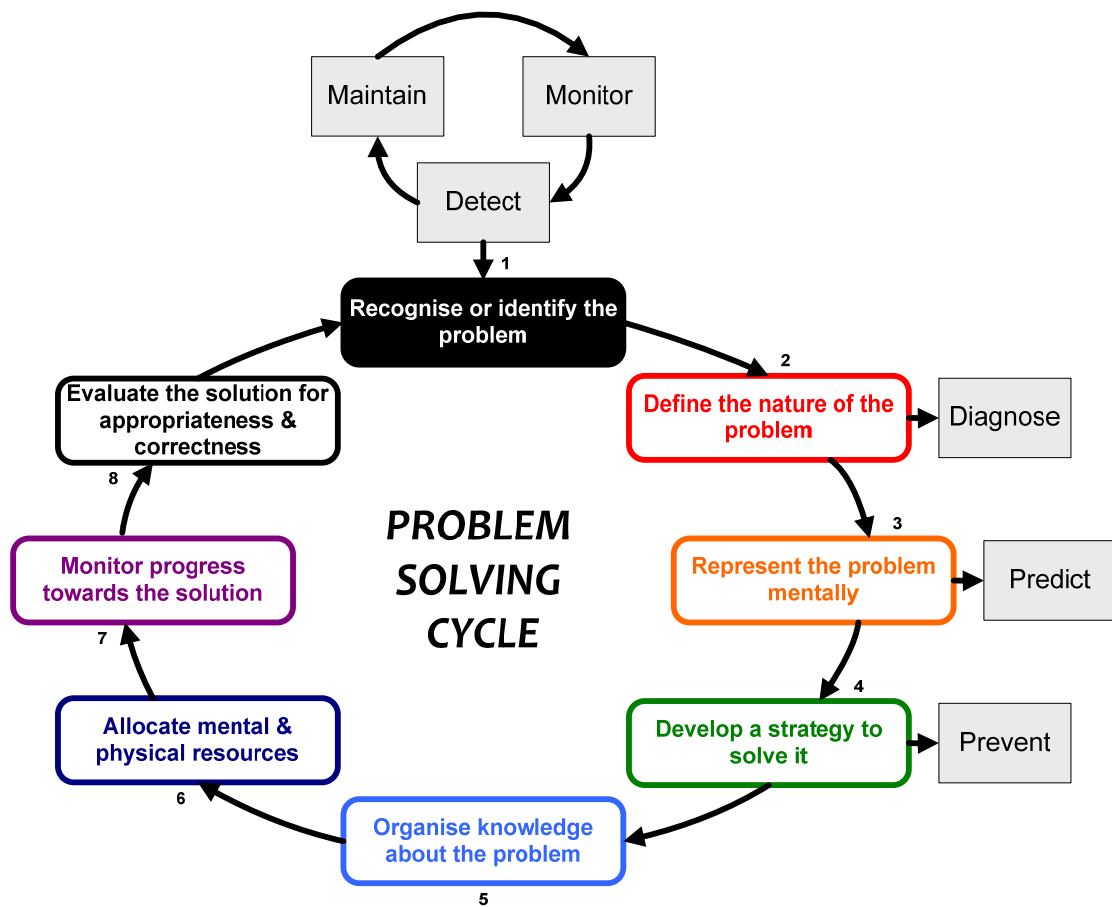 Maintain
Monitor
Detect
1
Recognise or identify the
problem
2
Define the nature of the
problem
Diagnose
3
Represent the problem
mentally
Predict
4
Develop a strategy to
solve it
Prevent
5
Organise knowledge
about the problem
6
Allocate mental &
physical resources
7
Monitor progress
towards the solution
8
Evaluate the solution for
appropriateness &
correctness
PROBLEM
SOLVING
CYCLE